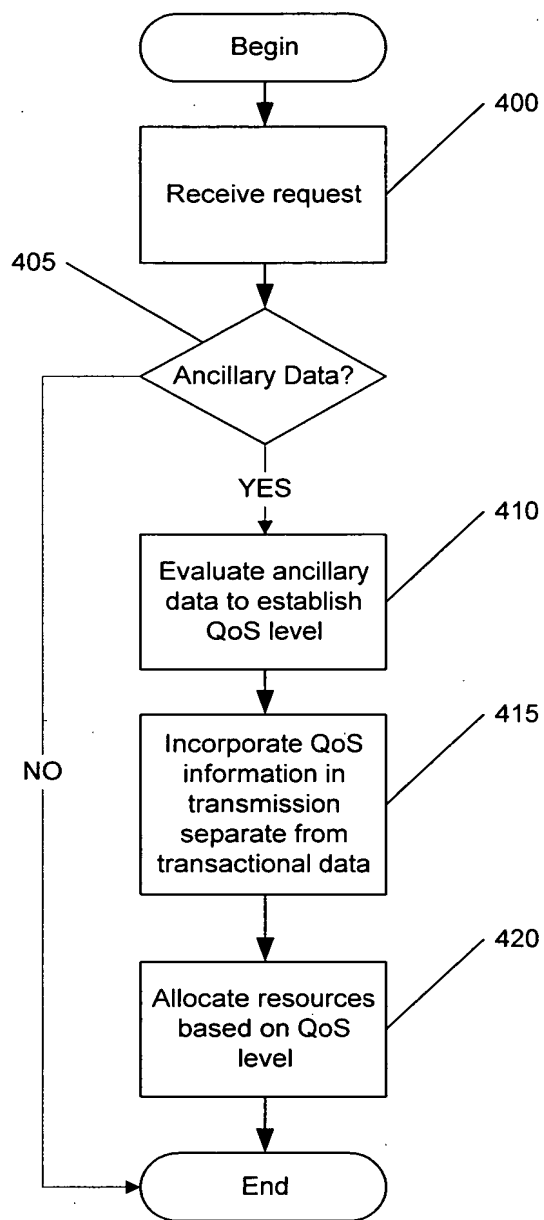 Begin
400
Receive request
405
Ancillary Data?
YES
410
Evaluate ancillary
data to establish
QoS level
415
Incorporate QoS
information in
transmission
separate from
transactional data
NO
420
Allocate resources
based on QoS
level
End